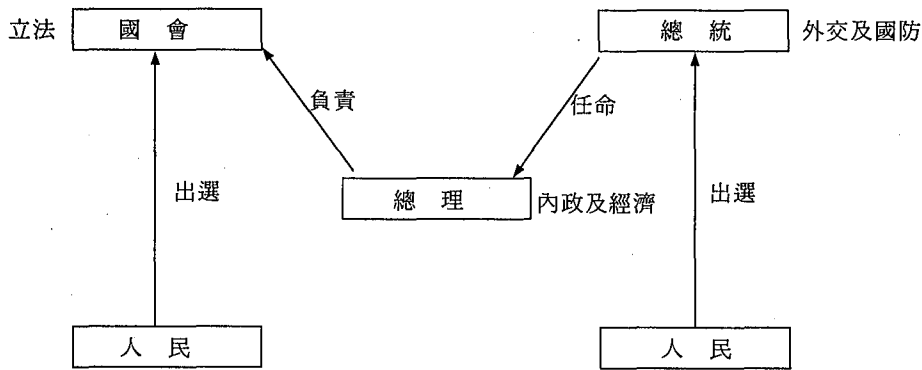 立法
國會
總統
外交及國防
負責
任命
出選
總理
內政及經濟
出選
人民
人民